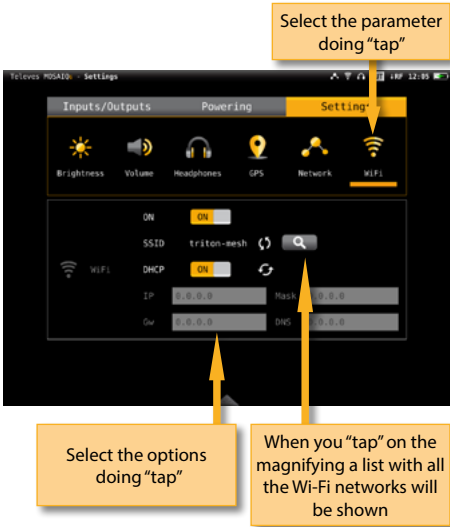 Select the parameter
doing “tap”
Televes MOSAIQ6 - Settings
+RF 12:05
Inputs/Outputs Powering Settings
Brightness Volume Headphones GPS Network WiFi
ON ON
SSID triton-mesh
WiFi DHCP ON
IP 0.0.0.0 Mask 0.0.0.0
Gw 0.0.0.0 DNS 0.0.0.0
Select the options
doing “tap”
When you “tap” on the
magnifying a list with all
the Wi-Fi networks will
be shown